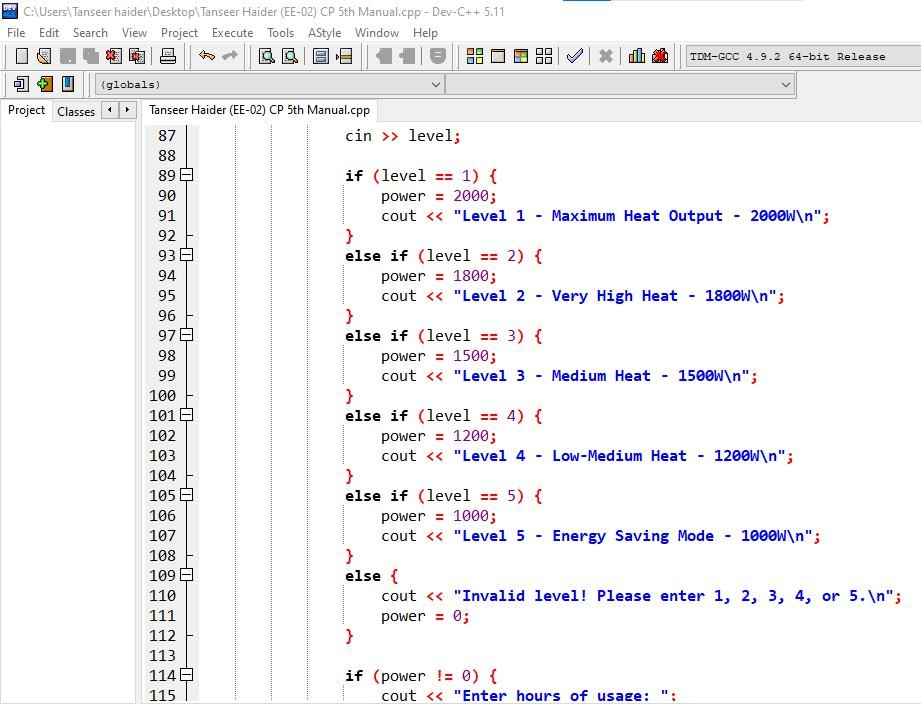 C:\Users\Tanseer haider\Desktop\Tanseer Haider (EE-02) CP 5th Manual.cpp - Dev-C++ 5.11
File Edit Search View Project Execute Tools AStyle Window Help
TDM-GCC 4.9.2 64-bit Release
(globals)
Project Classes Tanseer Haider (EE-02) CP 5th Manual.cpp
87 cin >> level;
88
89 if (level == 1) {
90 power = 2000;
91 cout << "Level 1 - Maximum Heat Output - 2000W\n";
92 }
93 else if (level == 2) {
94 power = 1800;
95 cout << "Level 2 - Very High Heat - 1800W\n";
96 }
97 else if (level == 3) {
98 power = 1500;
99 cout << "Level 3 - Medium Heat - 1500W\n";
100 }
101 else if (level == 4) {
102 power = 1200;
103 cout << "Level 4 - Low-Medium Heat - 1200W\n";
104 }
105 else if (level == 5) {
106 power = 1000;
107 cout << "Level 5 - Energy Saving Mode - 1000W\n";
108 }
109 else {
110 cout << "Invalid level! Please enter 1, 2, 3, 4, or 5.\n";
111 power = 0;
112 }
113
114 if (power != 0) {
115 cout << "Enter hours of usage: ";